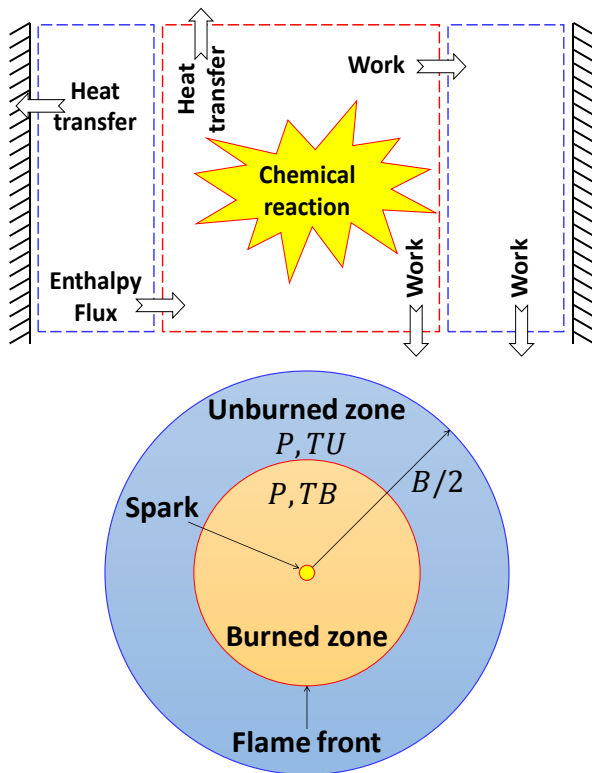 Heat
transfer
Heat
transfer
Work
Chemical
reaction
Enthalpy
Flux
Work
Work
Unburned zone
P, TU
P, TB
B/2
Spark
Burned zone
Flame front